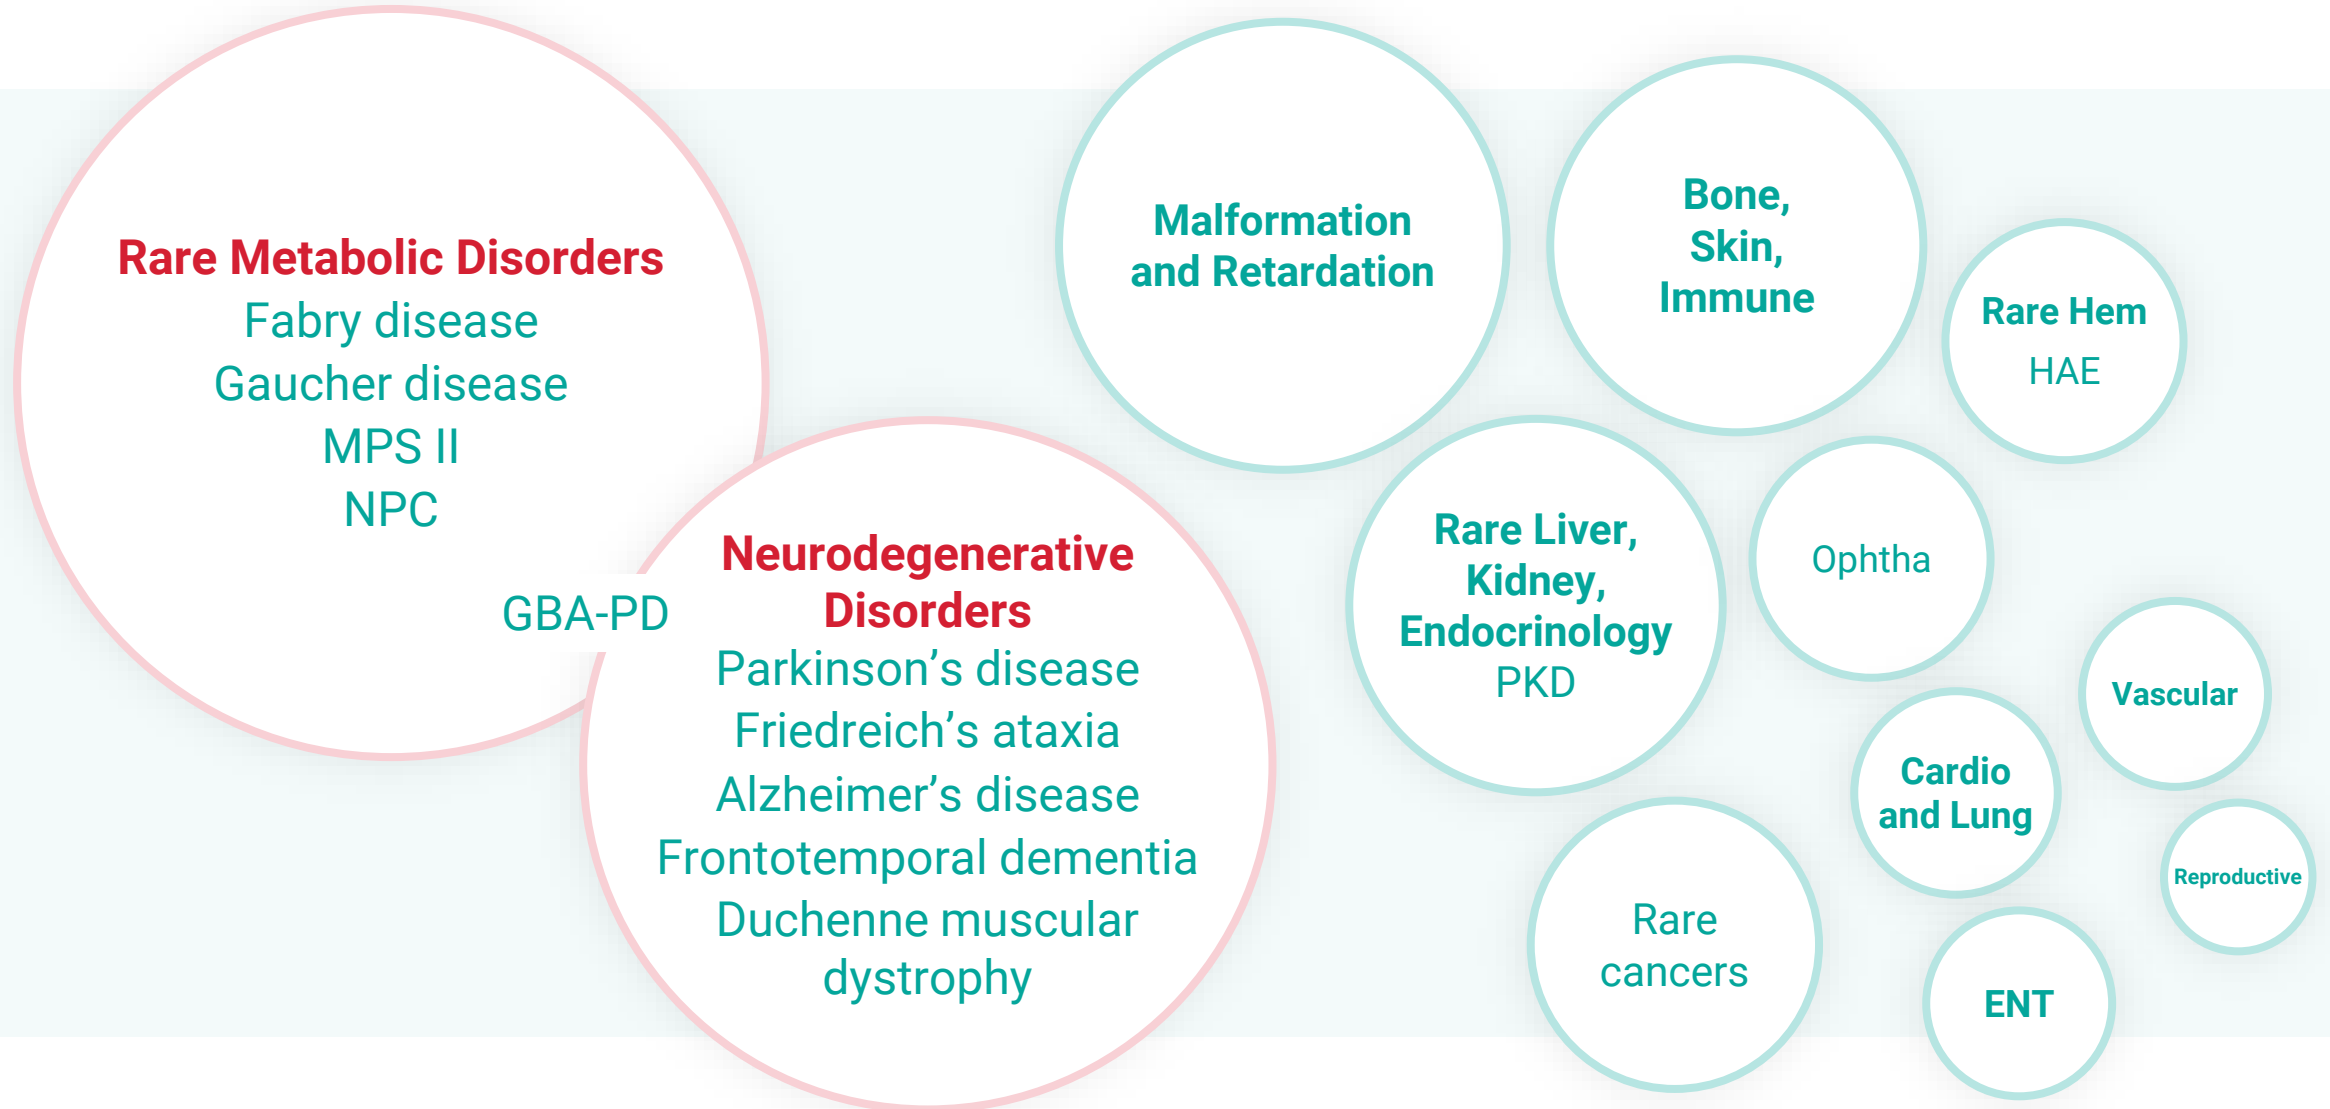 Rare Metabolic Disorders
Fabry disease
Gaucher disease
MPS II
NPC
GBA-PD
Neurodegenerative
Disorders
Parkinson’s disease
Friedreich’s ataxia
Alzheimer’s disease
Frontotemporal dementia
Duchenne muscular
dystrophy
Malformation
and Retardation
Bone,
Skin,
Immune
Rare Hem
HAE
Rare Liver,
Kidney,
Endocrinology
PKD
Ophtha
Vascular
Cardio
and Lung
Reproductive
Rare
cancers
ENT